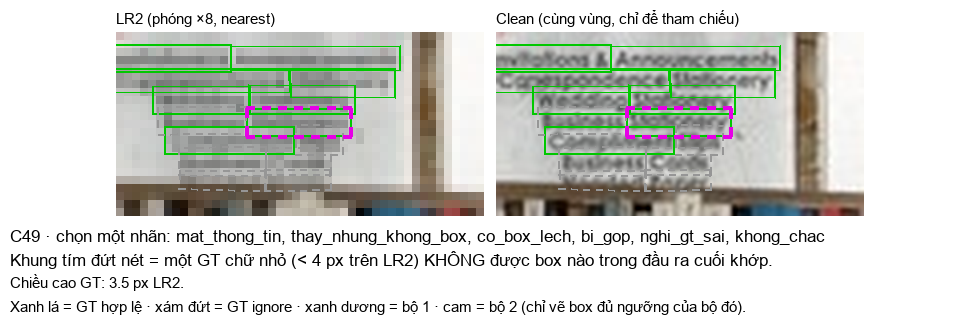 LR2 (phóng ×8, nearest)
Clean (cùng vùng, chỉ để tham chiếu)
Invitations & Announcements
Correspondence Stationery
Wedding Stationery
Business Stationery
Business Cards
C49 · chọn một nhãn: mat_thong_tin, thay_nhung_khong_box, co_box_lech, bi_gop, nghi_gt_sai, khong_chac
Khung tím đứt nét = một GT chữ nhỏ (< 4 px trên LR2) KHÔNG được box nào trong đầu ra cuối khớp.
Chiều cao GT: 3.5 px LR2.
Xanh lá = GT hợp lệ · xám đứt = GT ignore · xanh dương = bộ 1 · cam = bộ 2 (chỉ vẽ box đủ ngưỡng của bộ đó).